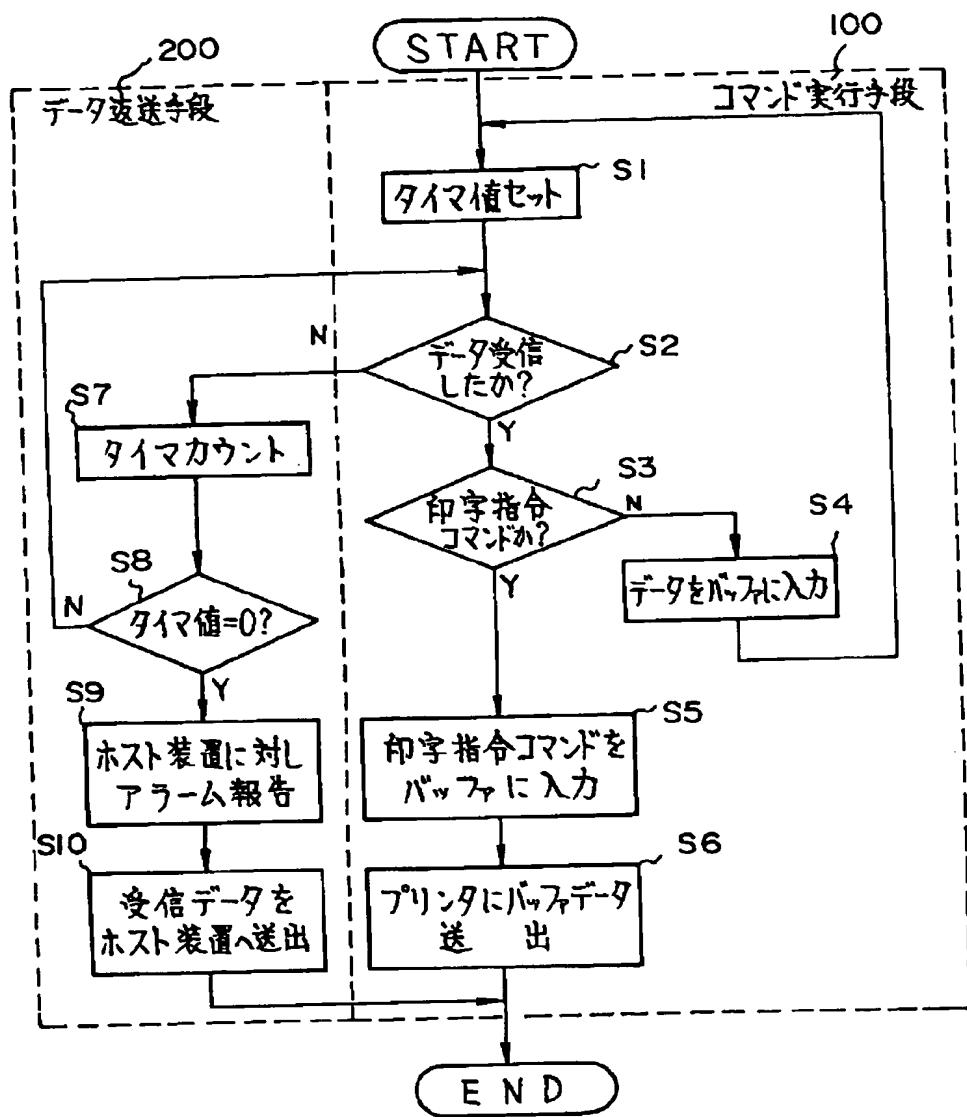 START
200
100
データ返送手段
コマンド実行手段
S1
タイマ値セット
N
データ受信
したか?
S2
S7
タイマカウント
Y
S3
印字指令
コマンドか?
N
S4
データをバッファに入力
S8
N
タイマ値=0?
Y
Y
S9
ホスト装置に対し
アラーム報告
S5
印字指令コマンドを
バッファに入力
S10
受信データを
ホスト装置へ送出
S6
プリンタにバッファデータ
送出
END